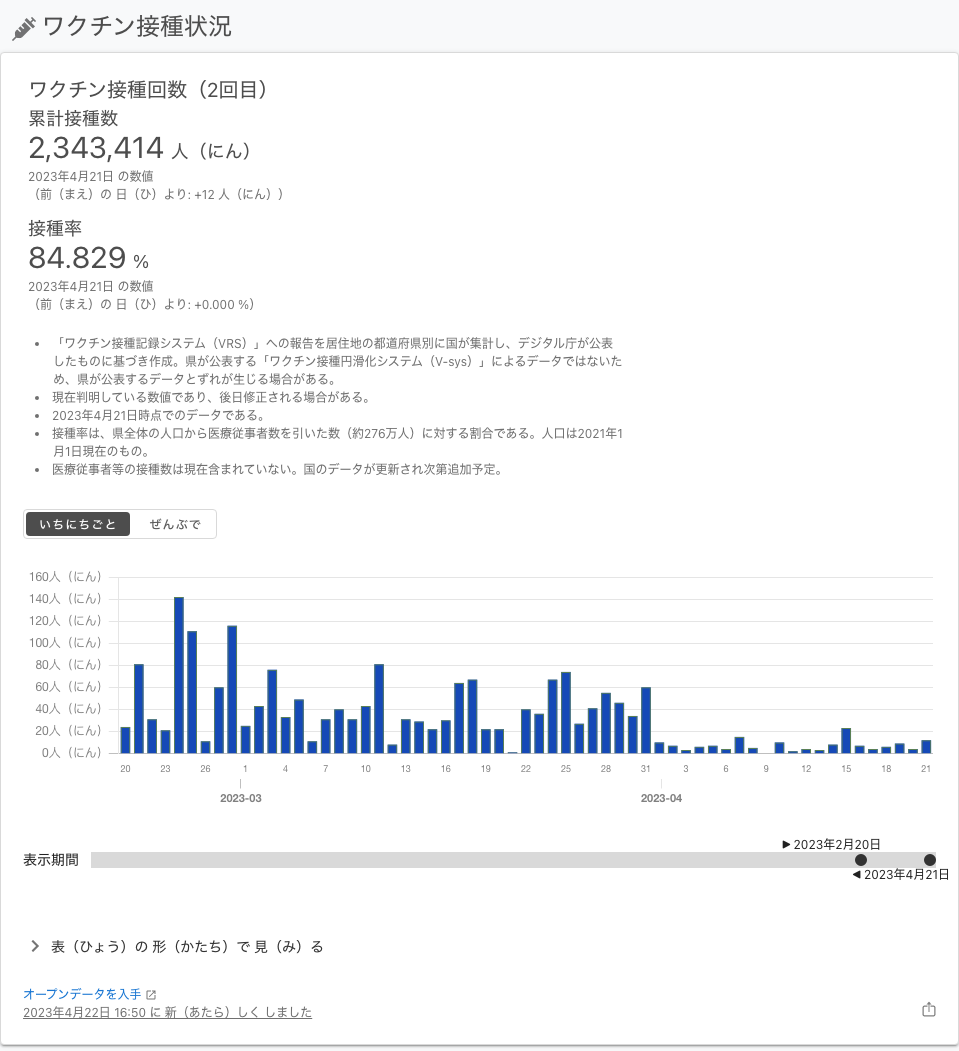 ワクチン接種状況
ワクチン接種回数（2回目）
累計接種数
2,343,414 人（にん）
2023年4月21日 の数値
（前（まえ）の 日（ひ）より: +12 人（にん））
接種率
84.829 %
2023年4月21日 の数値
（前（まえ）の 日（ひ）より: +0.000 %）
• 「ワクチン接種記録システム（VRS）」への報告を居住地の都道府県別に国が集計し、デジタル庁が公表
したものに基づき作成。県が公表する「ワクチン接種円滑化システム（V-sys）」によるデータではないた
め、県が公表するデータとずれが生じる場合がある。
• 現在判明している数値であり、後日修正される場合がある。
• 2023年4月21日時点でのデータである。
• 接種率は、県全体の人口から医療従事者数を引いた数（約276万人）に対する割合である。人口は2021年1
月1日現在のもの。
• 医療従事者等の接種数は現在含まれていない。国のデータが更新され次第追加予定。
いちにちごと ぜんぶで
160人（にん）
140人（にん）
120人（にん）
100人（にん）
80人（にん）
60人（にん）
40人（にん）
20人（にん）
0人（にん）
20 23 26 1 4 7 10 13 16 19 22 25 28 31 3 6 9 12 15 18 21
2023-03 2023-04
▶ 2023年2月20日
表示期間
◀ 2023年4月21日
表（ひょう）の 形（かたち）で 見（み）る
オープンデータを入手
2023年4月22日 16:50 に 新（あたら）しく しました